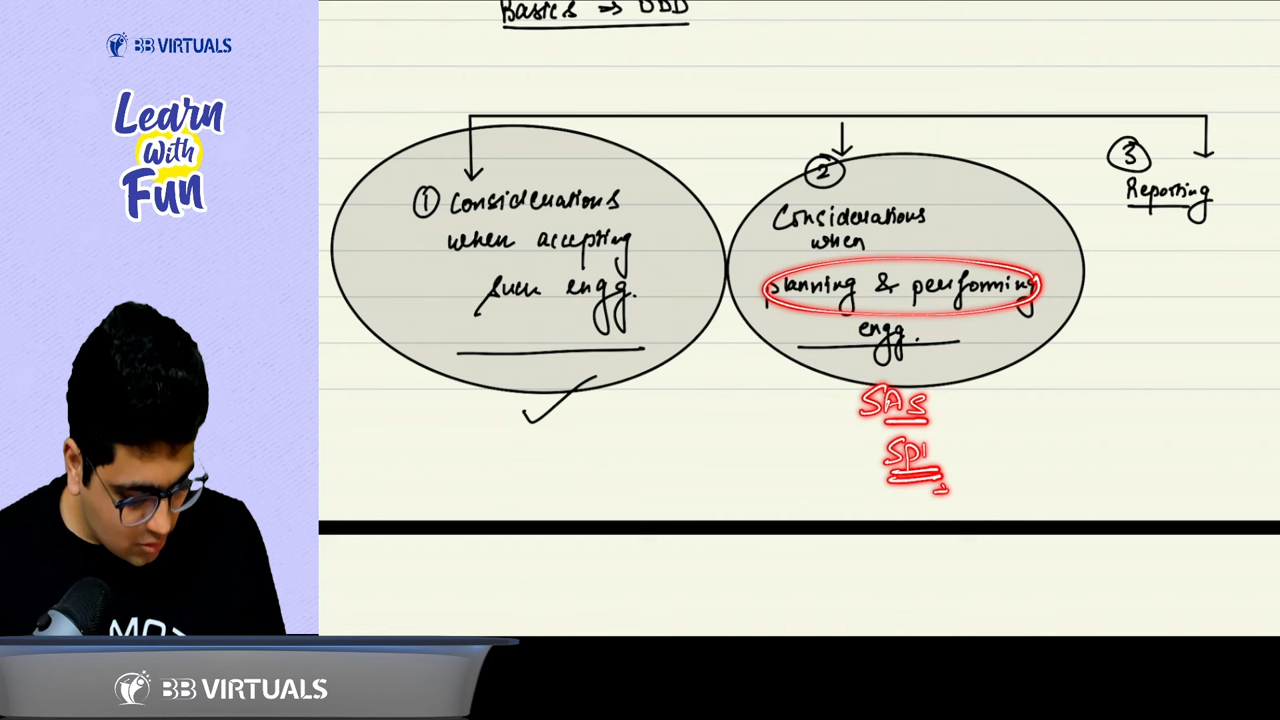 BB VIRTUALS
Learn
With
Fun
Basics → DDD
① Considerations
when accepting
such engg.
②
Considerations
when
planning & performing
engg.
SAS
SPI
③
Reporting
BB VIRTUALS